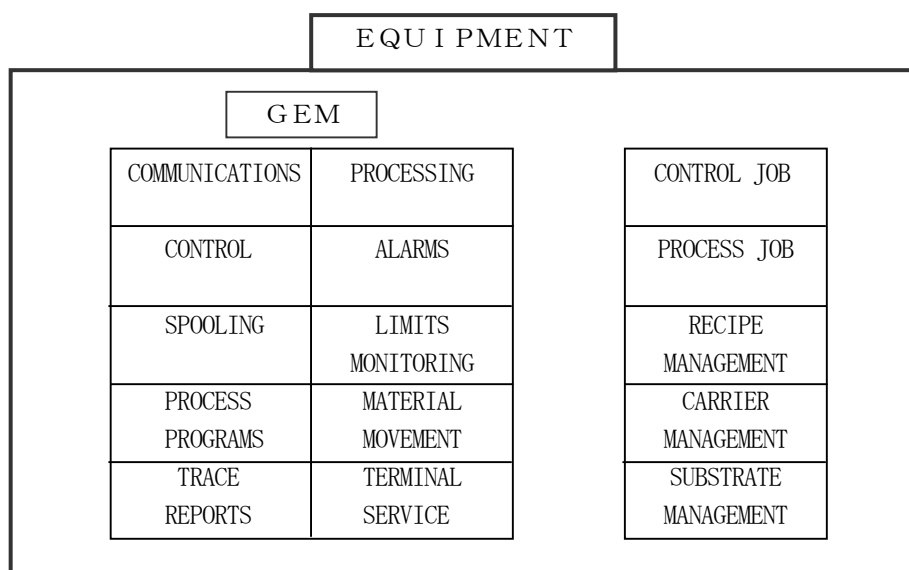 EQUIPMENT
GEM
COMMUNICATIONS
PROCESSING
CONTROL JOB
CONTROL
ALARMS
PROCESS JOB
SPOOLING
LIMITS
MONITORING
RECIPE
MANAGEMENT
PROCESS
PROGRAMS
MATERIAL
MOVEMENT
CARRIER
MANAGEMENT
TRACE
REPORTS
TERMINAL
SERVICE
SUBSTRATE
MANAGEMENT